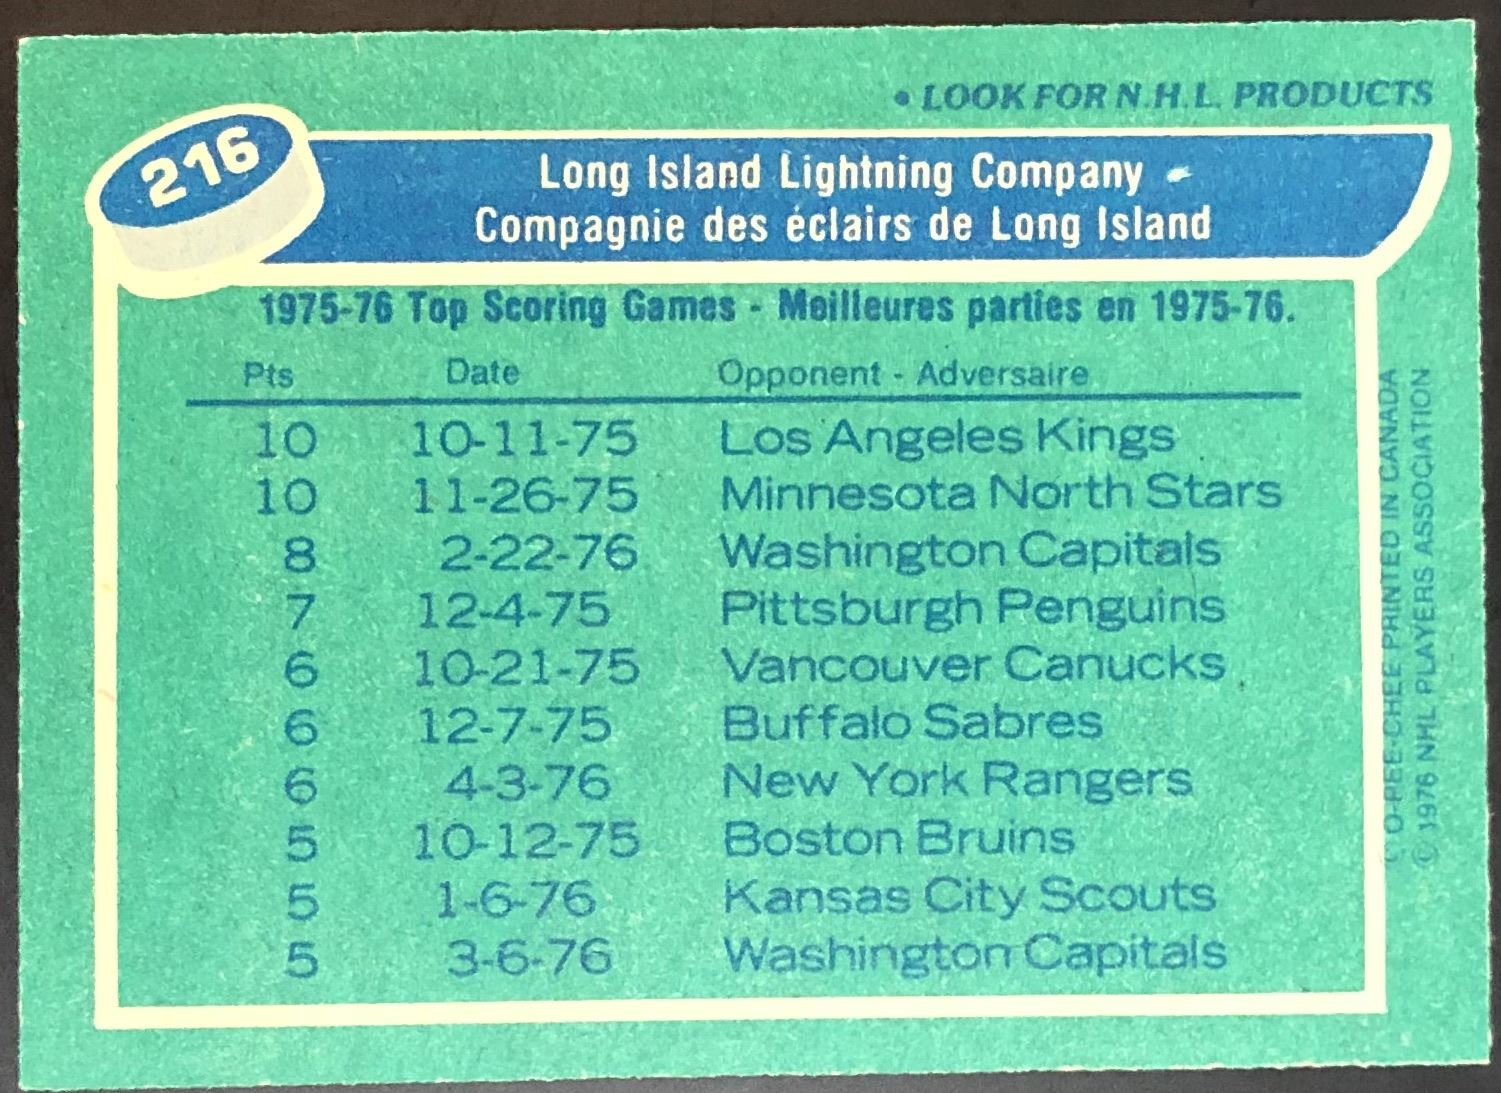 • LOOK FOR N.H.L. PRODUCTS
216
Long Island Lightning Company
Compagnie des éclairs de Long Island
1975-76 Top Scoring Games - Meilleures parties en 1975-76.
Pts Date Opponent - Adversaire
10 10-11-75 Los Angeles Kings
10 11-26-75 Minnesota North Stars
8 2-22-76 Washington Capitals
7 12-4-75 Pittsburgh Penguins
6 10-21-75 Vancouver Canucks
6 12-7-75 Buffalo Sabres
6 4-3-76 New York Rangers
5 10-12-75 Boston Bruins
5 1-6-76 Kansas City Scouts
5 3-6-76 Washington Capitals
© O-PEE-CHEE PRINTED IN CANADA
© 1976 NHL PLAYERS ASSOCIATION